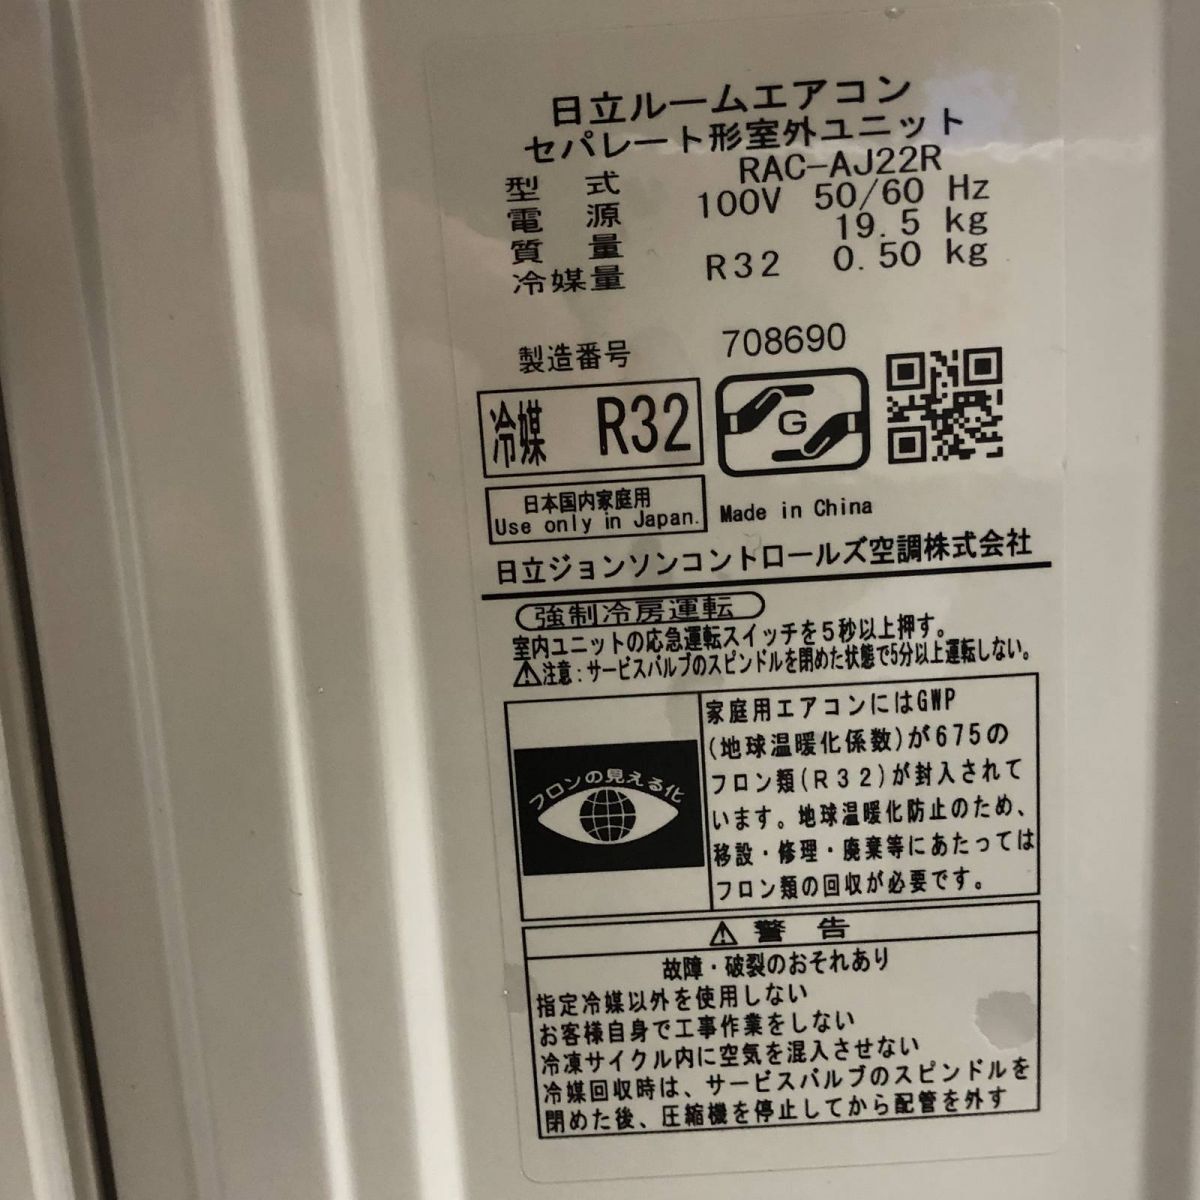 日立ルームエアコン
セパレート形室外ユニット
型 式 RAC-AJ22R
電 源 100V 50/60 Hz
質 量 19.5 kg
冷媒量 R32 0.50 kg
製造番号 708690
冷媒 R32
G
日本国内家庭用
Use only in Japan.
Made in China
日立ジョンソンコントロールズ空調株式会社
強制冷房運転
室内ユニットの応急運転スイッチを5秒以上押す。
⚠注意:サービスバルブのスピンドルを閉めた状態で5分以上運転しない。
フロンの見える化
家庭用エアコンにはGWP
(地球温暖化係数)が675の
フロン類(R32)が封入されて
います。地球温暖化防止のため、
移設・修理・廃棄等にあたっては
フロン類の回収が必要です。
⚠ 警 告
故障・破裂のおそれあり
指定冷媒以外を使用しない
お客様自身で工事作業をしない
冷凍サイクル内に空気を混入させない
冷媒回収時は、サービスバルブのスピンドルを
閉めた後、圧縮機を停止してから配管を外す